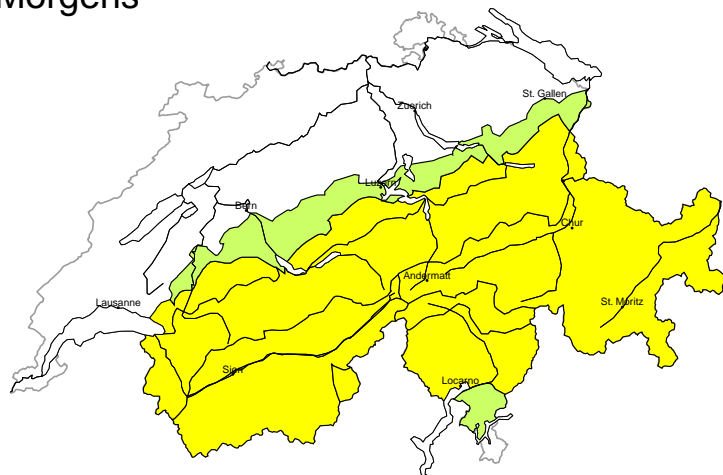 Morgens
St. Gallen
Zuerich
Luzern
Bern
Chur
Andermatt
Lausanne
St. Moritz
Sion
Locarno